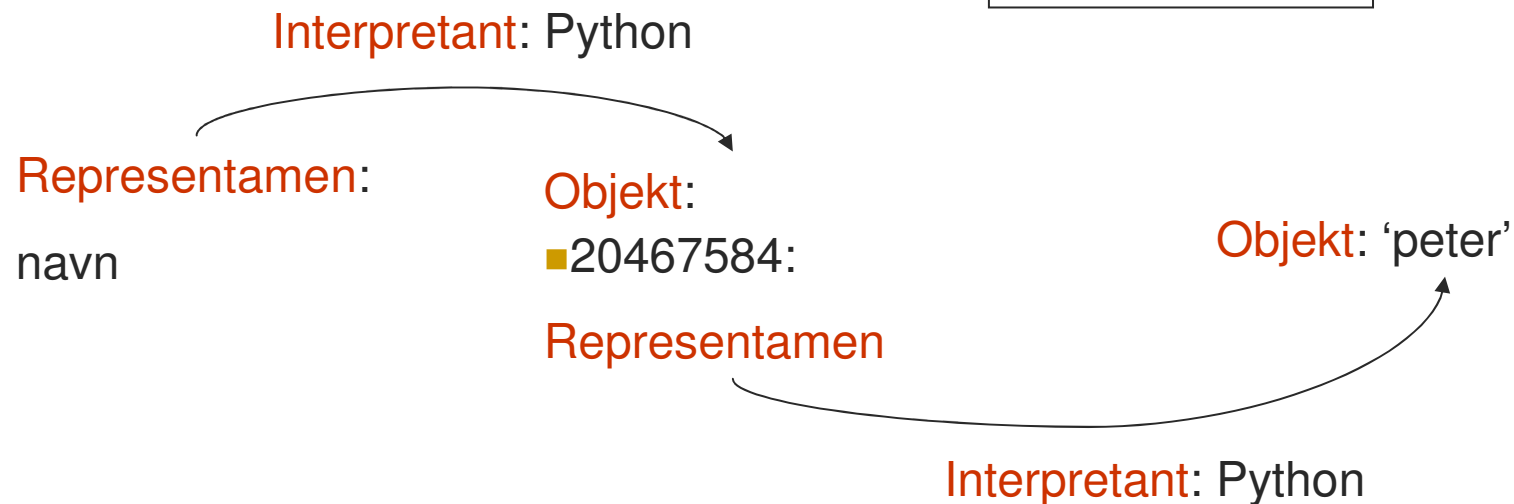 Interpretant: Python
Representamen:
navn
Objekt:
■20467584:
Representamen
Objekt: ‘peter’
Interpretant: Python